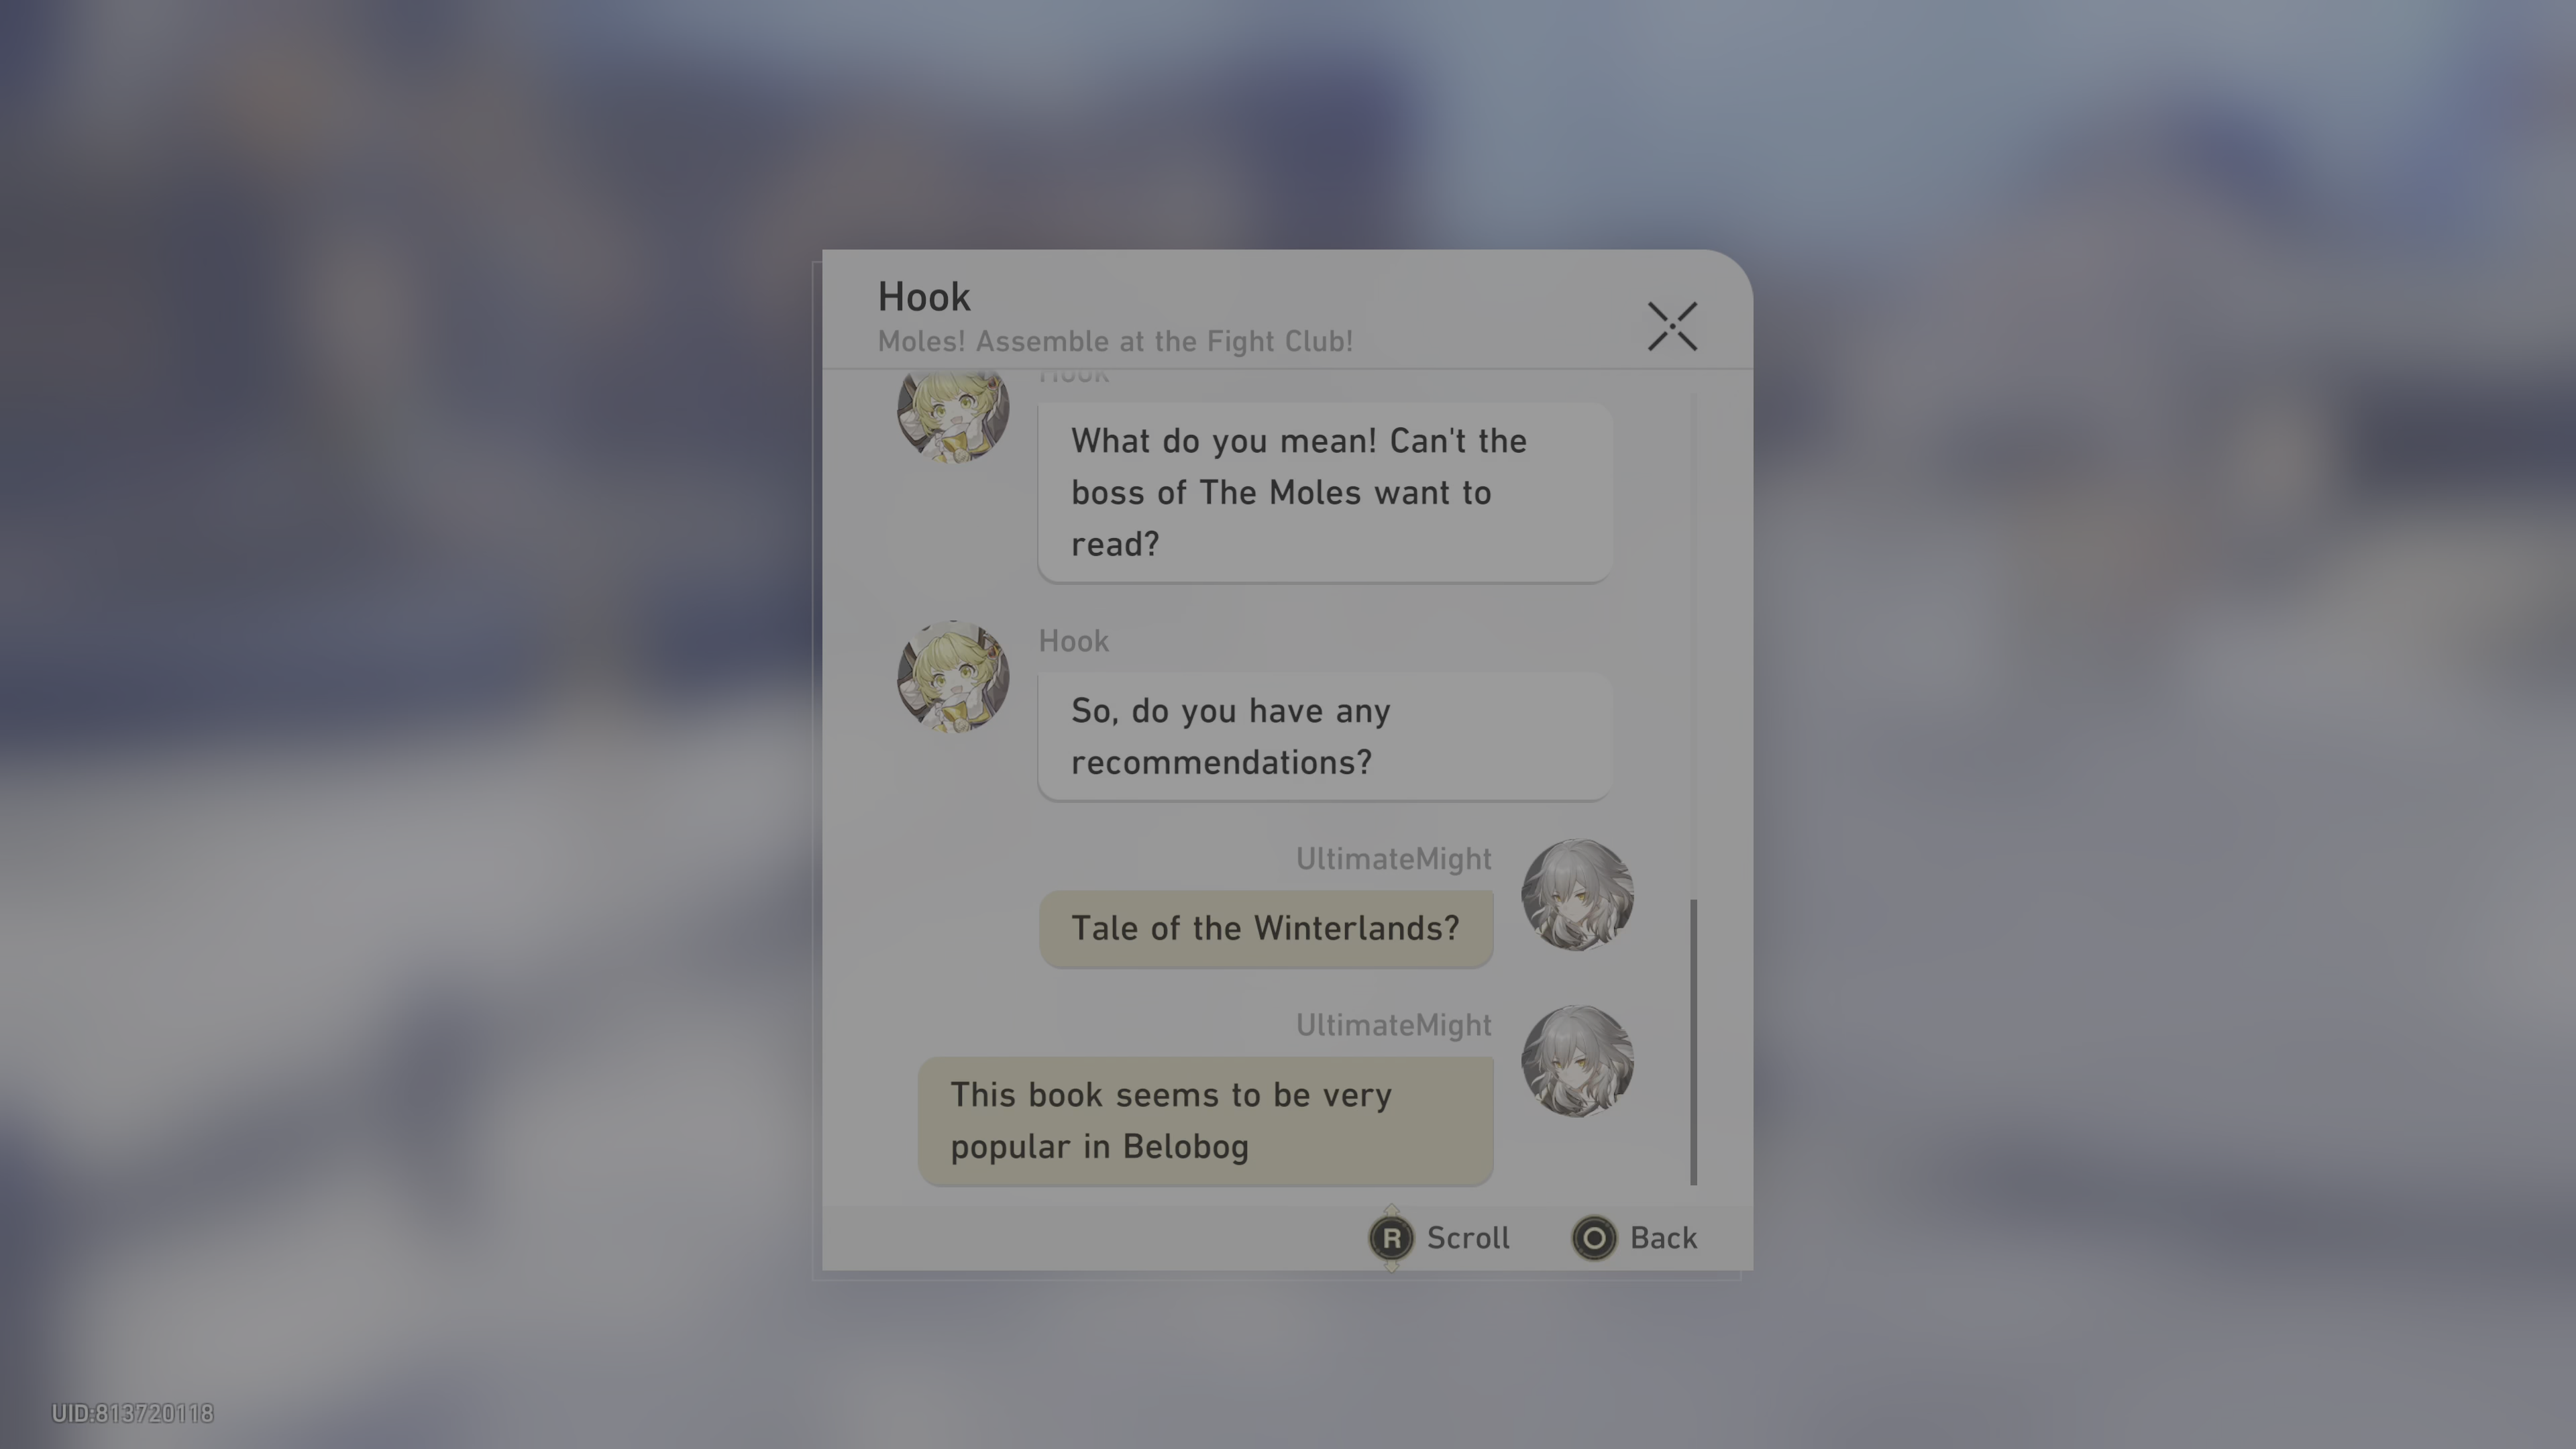 Hook
Moles! Assemble at the Fight Club!
Hook
What do you mean! Can't the
boss of The Moles want to
read?
Hook
So, do you have any
recommendations?
UltimateMight
Tale of the Winterlands?
UltimateMight
This book seems to be very
popular in Belobog
R Scroll
Back
UID:813720118